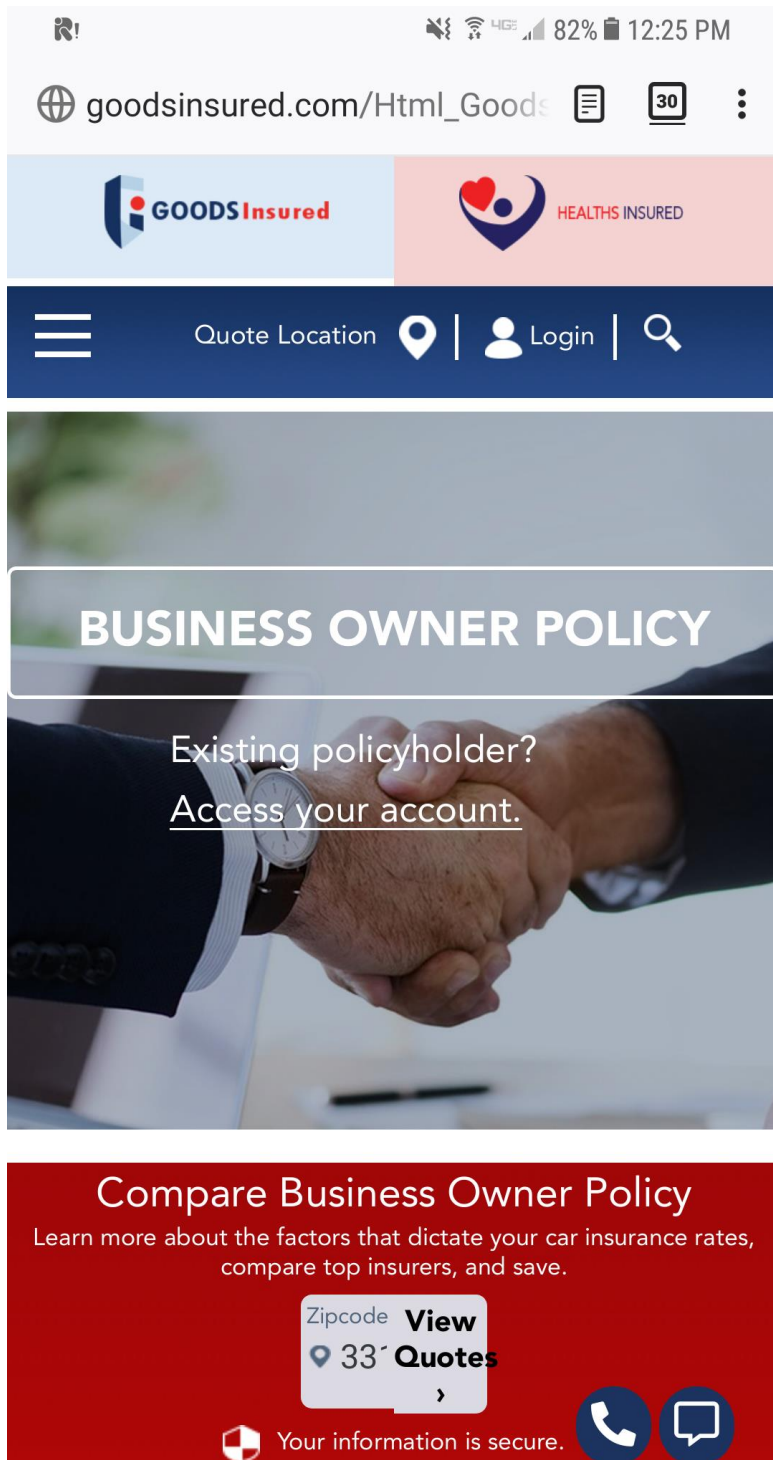 82% 12:25 PM
goodsinsured.com/Html_Goods
30
GOODSInsured
HEALTHS INSURED
Quote Location
Login
BUSINESS OWNER POLICY
Existing policyholder?
Access your account.
Compare Business Owner Policy
Learn more about the factors that dictate your car insurance rates,
compare top insurers, and save.
Zipcode
View
Quotes
›
Your information is secure.